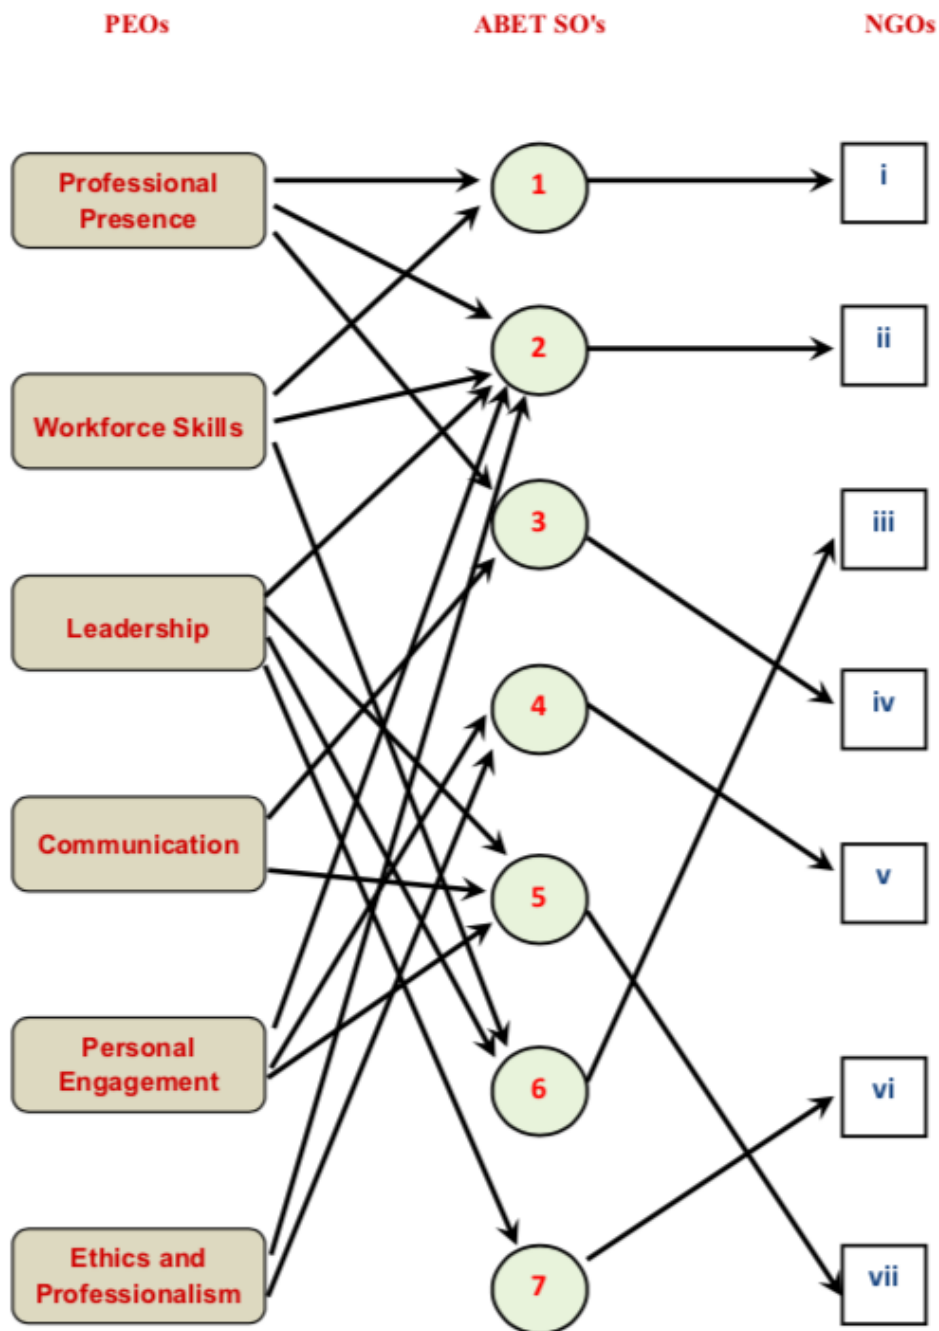 PEOs
ABET SO's
NGOs
Professional
Presence
1
i
2
ii
Workforce Skills
3
iii
Leadership
4
iv
Communication
5
v
Personal
Engagement
6
vi
Ethics and
Professionalism
7
vii